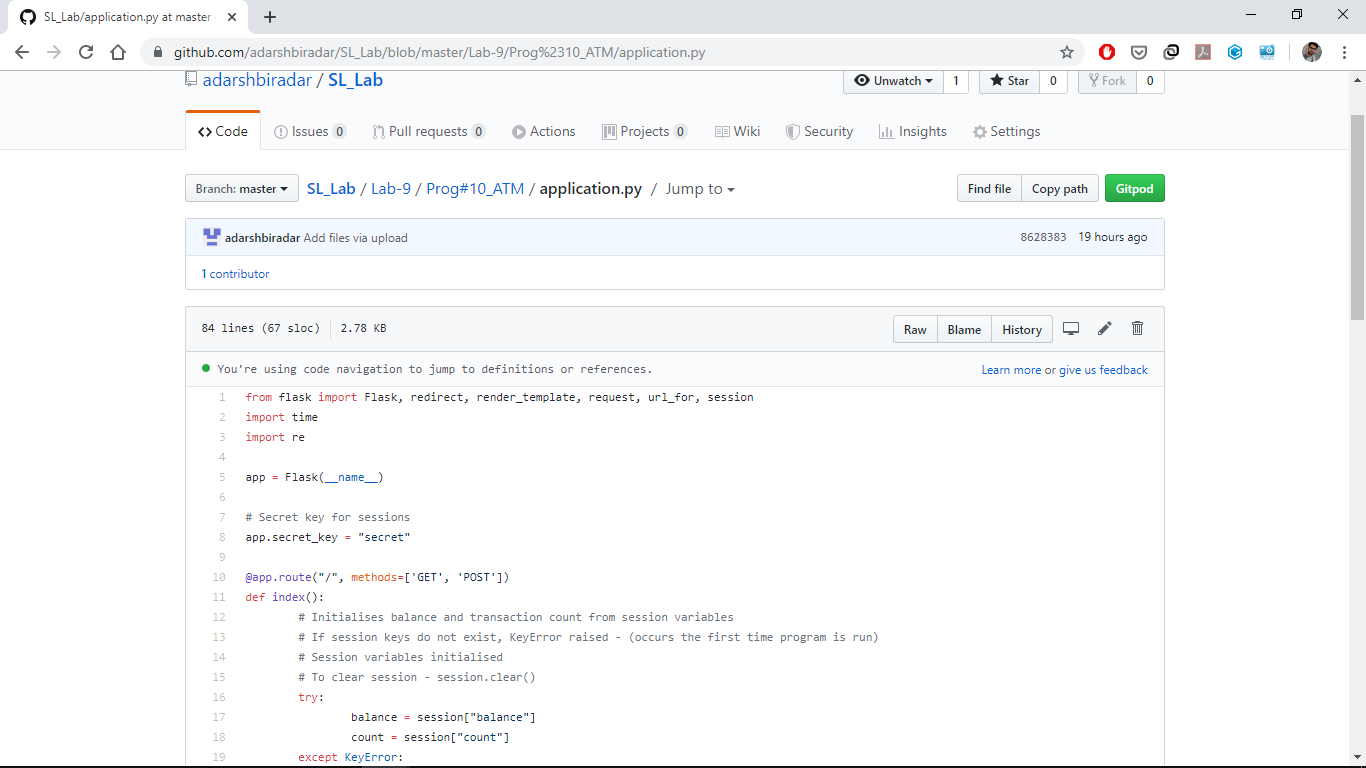 SL_Lab/application.py at master
github.com/adarshbiradar/SL_Lab/blob/master/Lab-9/Prog%2310_ATM/application.py
adarshbiradar / SL_Lab
Unwatch 1 Star 0 Fork 0
Code Issues 0 Pull requests 0 Actions Projects 0 Wiki Security Insights Settings
Branch: master SL_Lab / Lab-9 / Prog#10_ATM / application.py / Jump to
Find file Copy path Gitpod
adarshbiradar Add files via upload 8628383 19 hours ago
1 contributor
84 lines (67 sloc) 2.78 KB Raw Blame History
You're using code navigation to jump to definitions or references. Learn more or give us feedback
1 from flask import Flask, redirect, render_template, request, url_for, session
2 import time
3 import re
4
5 app = Flask(__name__)
6
7 # Secret key for sessions
8 app.secret_key = "secret"
9
10 @app.route("/", methods=['GET', 'POST'])
11 def index():
12 # Initialises balance and transaction count from session variables
13 # If session keys do not exist, KeyError raised - (occurs the first time program is run)
14 # Session variables initialised
15 # To clear session - session.clear()
16 try:
17 balance = session["balance"]
18 count = session["count"]
19 except KeyError: